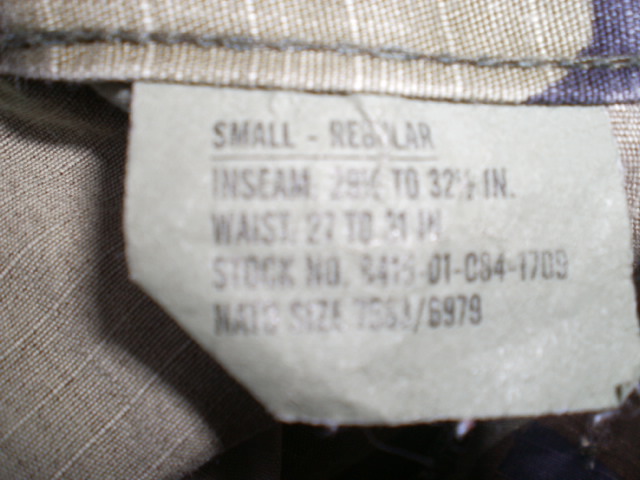 SMALL - REGULAR
INSEAM: 29½ TO 32½ IN.
WAIST: 27 TO 31 IN
STOCK NO. 8415-01-084-1709
NATO SIZE /6979